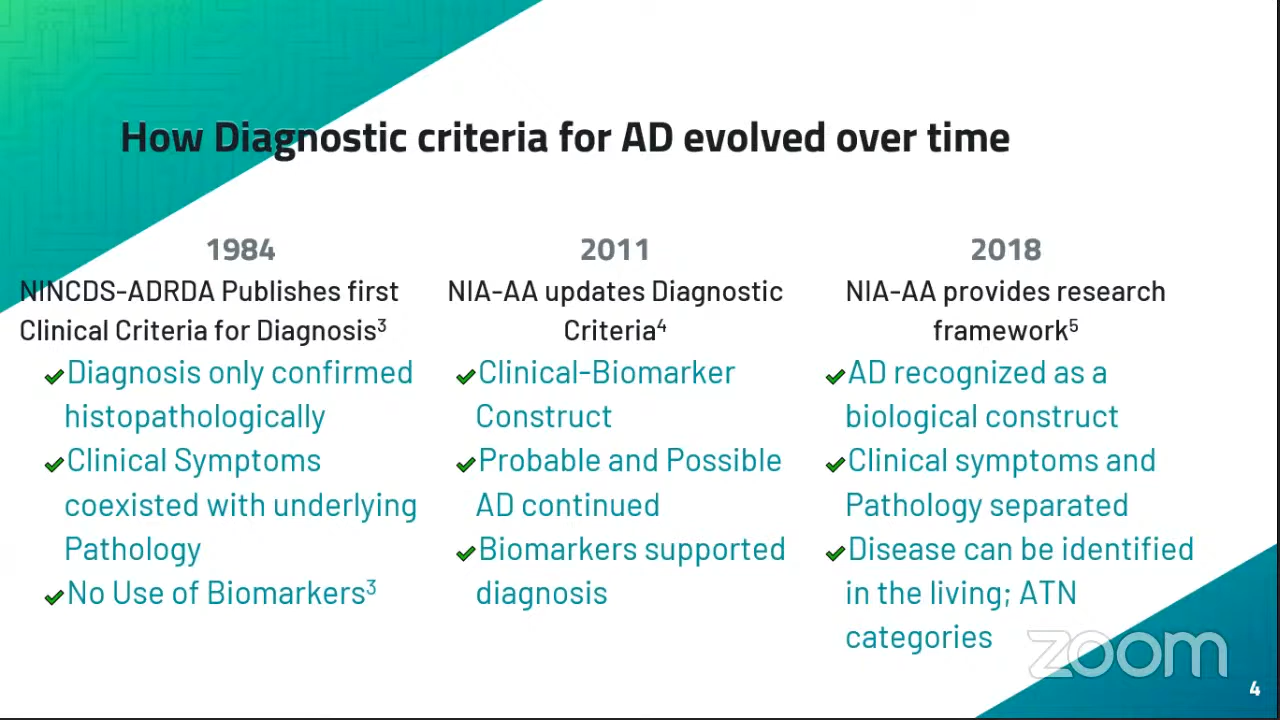 How Diagnostic criteria for AD evolved over time
1984
NINCDS-ADRDA Publishes first
Clinical Criteria for Diagnosis³
Diagnosis only confirmed
histopathologically
Clinical Symptoms
coexisted with underlying
Pathology
No Use of Biomarkers³
2011
NIA-AA updates Diagnostic
Criteria⁴
Clinical-Biomarker
Construct
Probable and Possible
AD continued
Biomarkers supported
diagnosis
2018
NIA-AA provides research
framework⁵
AD recognized as a
biological construct
Clinical symptoms and
Pathology separated
Disease can be identified
in the living; ATN
categories
zoom
4